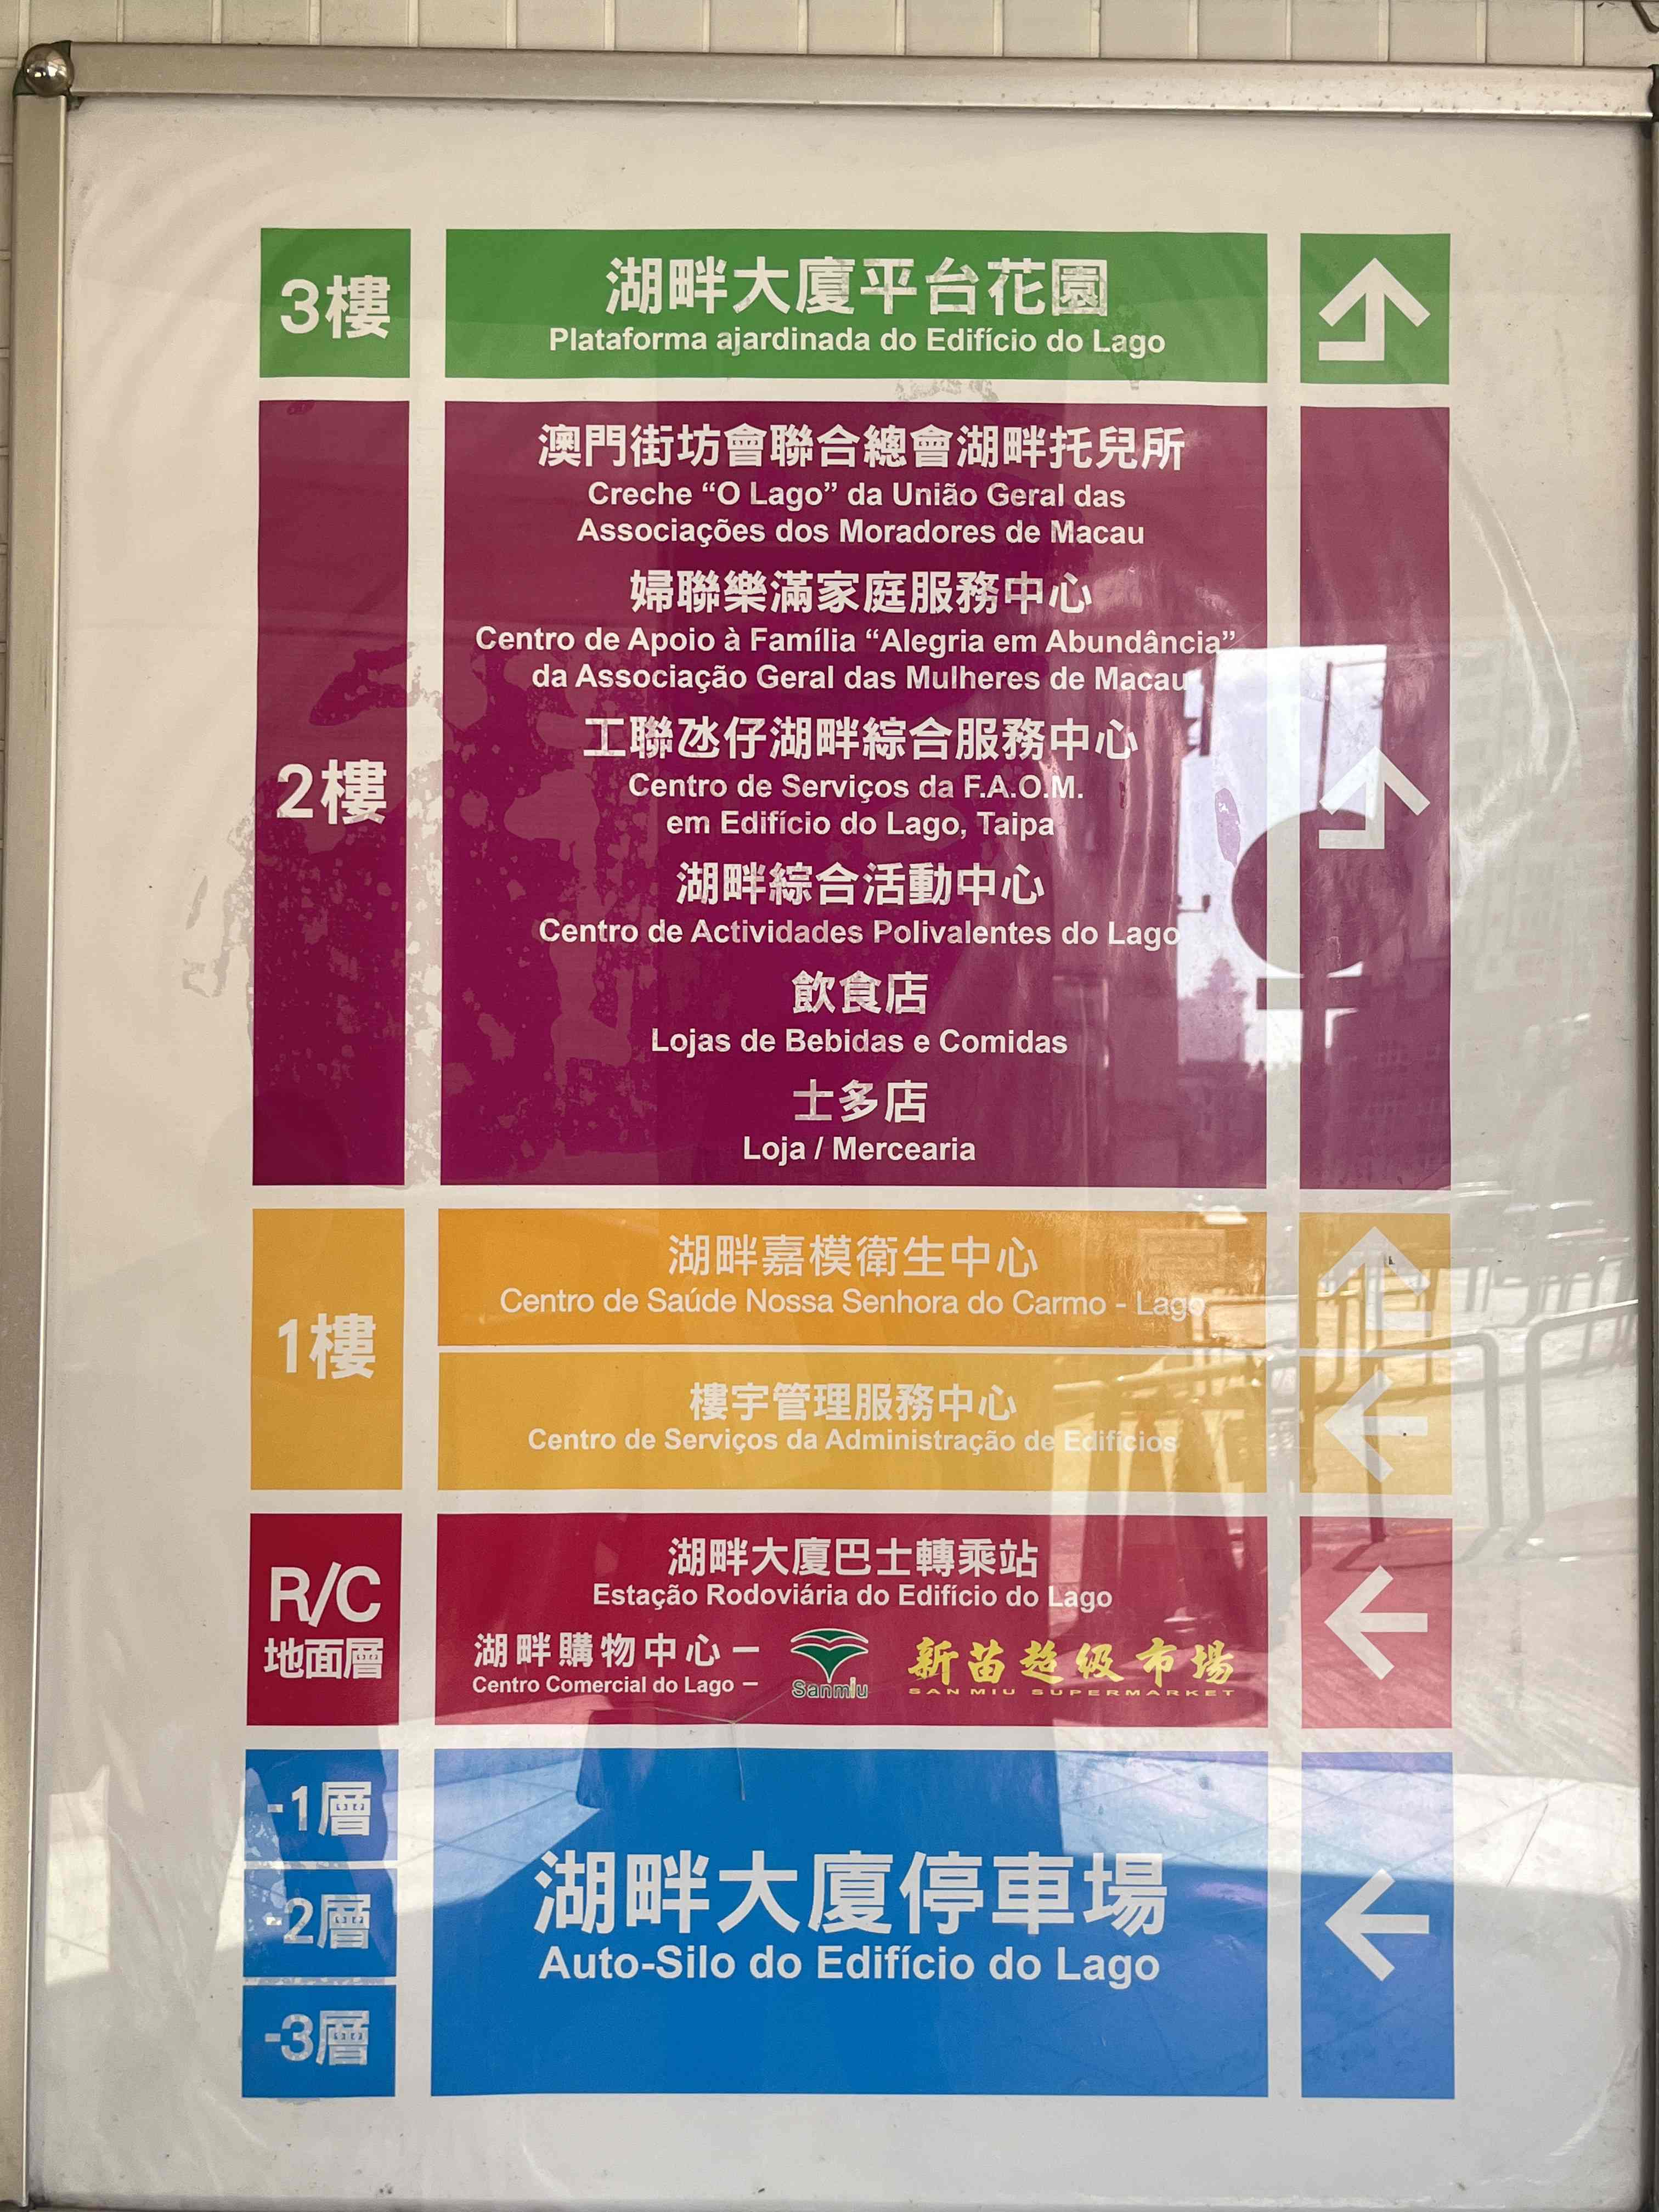 3樓
湖畔大廈平台花園
Plataforma ajardinada do Edifício do Lago
2樓
澳門街坊會聯合總會湖畔托兒所
Creche “O Lago” da União Geral das
Associações dos Moradores de Macau
婦聯樂滿家庭服務中心
Centro de Apoio à Família “Alegria em Abundância”
da Associação Geral das Mulheres de Macau
工聯氹仔湖畔綜合服務中心
Centro de Serviços da F.A.O.M.
em Edifício do Lago, Taipa
湖畔綜合活動中心
Centro de Actividades Polivalentes do Lago
飲食店
Lojas de Bebidas e Comidas
士多店
Loja / Mercearia
1樓
湖畔嘉模衛生中心
Centro de Saúde Nossa Senhora do Carmo - Lago
樓宇管理服務中心
Centro de Serviços da Administração de Edifícios
R/C
地面層
湖畔大廈巴士轉乘站
Estação Rodoviária do Edifício do Lago
湖畔購物中心 –
Centro Comercial do Lago –
Sanmiu
新苗超级市場
SAN MIU SUPERMARKET
-1層
-2層
-3層
湖畔大廈停車場
Auto-Silo do Edifício do Lago